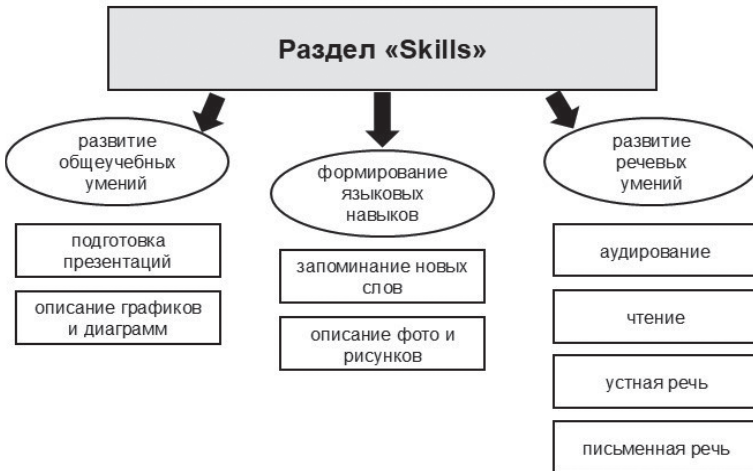 Раздел «Skills»
развитие
общеучебных
умений
подготовка
презентаций
описание графиков
и диаграмм
формирование
языковых
навыков
запоминание новых
слов
описание фото и
рисунков
развитие
речевых
умений
аудирование
чтение
устная речь
письменная речь